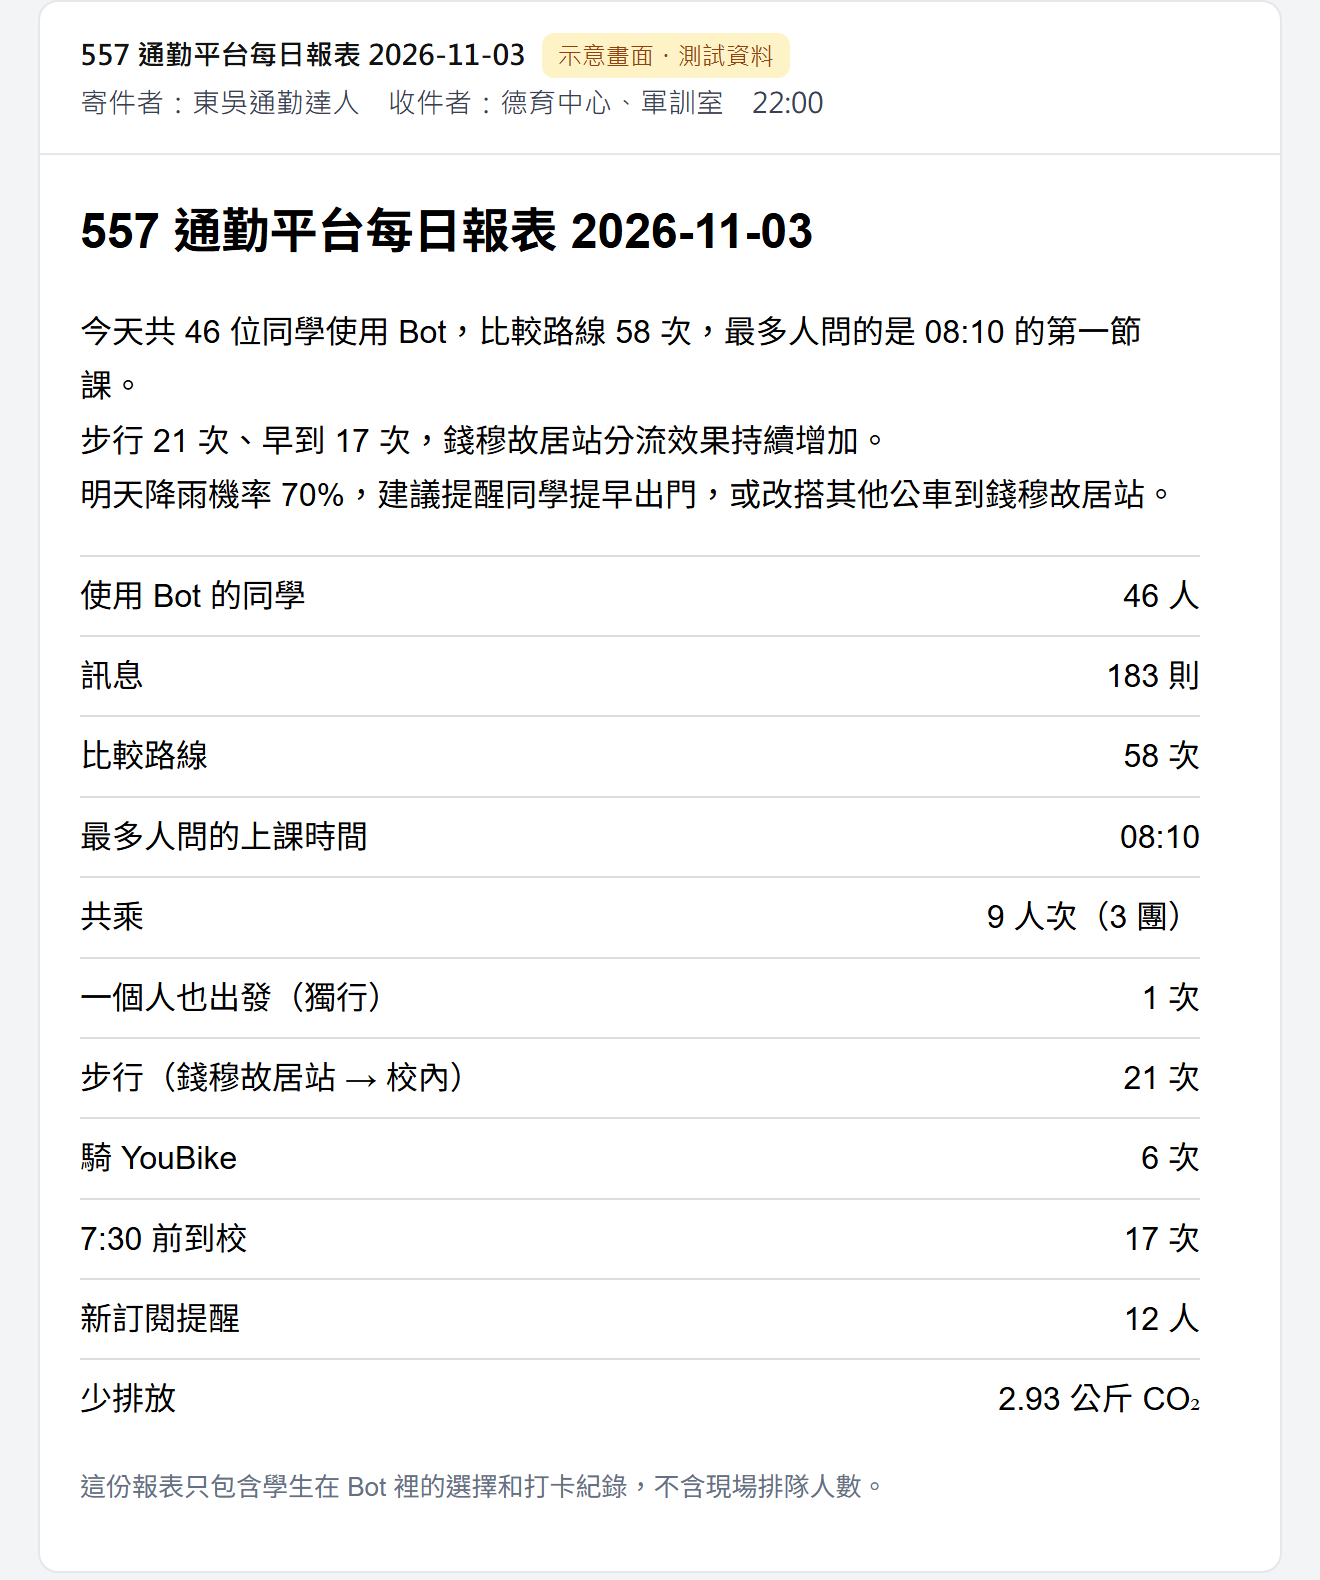 557 通勤平台每日報表 2026-11-03 示意畫面・測試資料
寄件者：東吳通勤達人　收件者：德育中心、軍訓室　22:00
557 通勤平台每日報表 2026-11-03
今天共 46 位同學使用 Bot，比較路線 58 次，最多人問的是 08:10 的第一節
課。
步行 21 次、早到 17 次，錢穆故居站分流效果持續增加。
明天降雨機率 70%，建議提醒同學提早出門，或改搭其他公車到錢穆故居站。
使用 Bot 的同學 46 人
訊息 183 則
比較路線 58 次
最多人問的上課時間 08:10
共乘 9 人次（3 團）
一個人也出發（獨行） 1 次
步行（錢穆故居站 → 校內） 21 次
騎 YouBike 6 次
7:30 前到校 17 次
新訂閱提醒 12 人
少排放 2.93 公斤 CO₂
這份報表只包含學生在 Bot 裡的選擇和打卡紀錄，不含現場排隊人數。